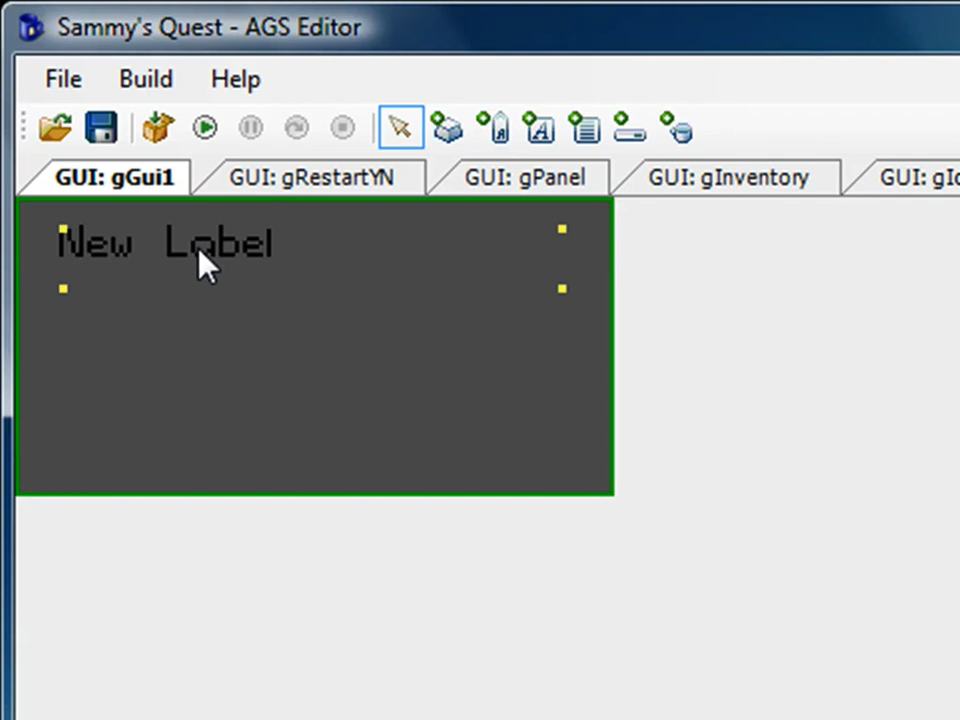 Sammy's Quest - AGS Editor
File Build Help
GUI: gGui1 GUI: gRestartYN GUI: gPanel GUI: gInventory
New Label